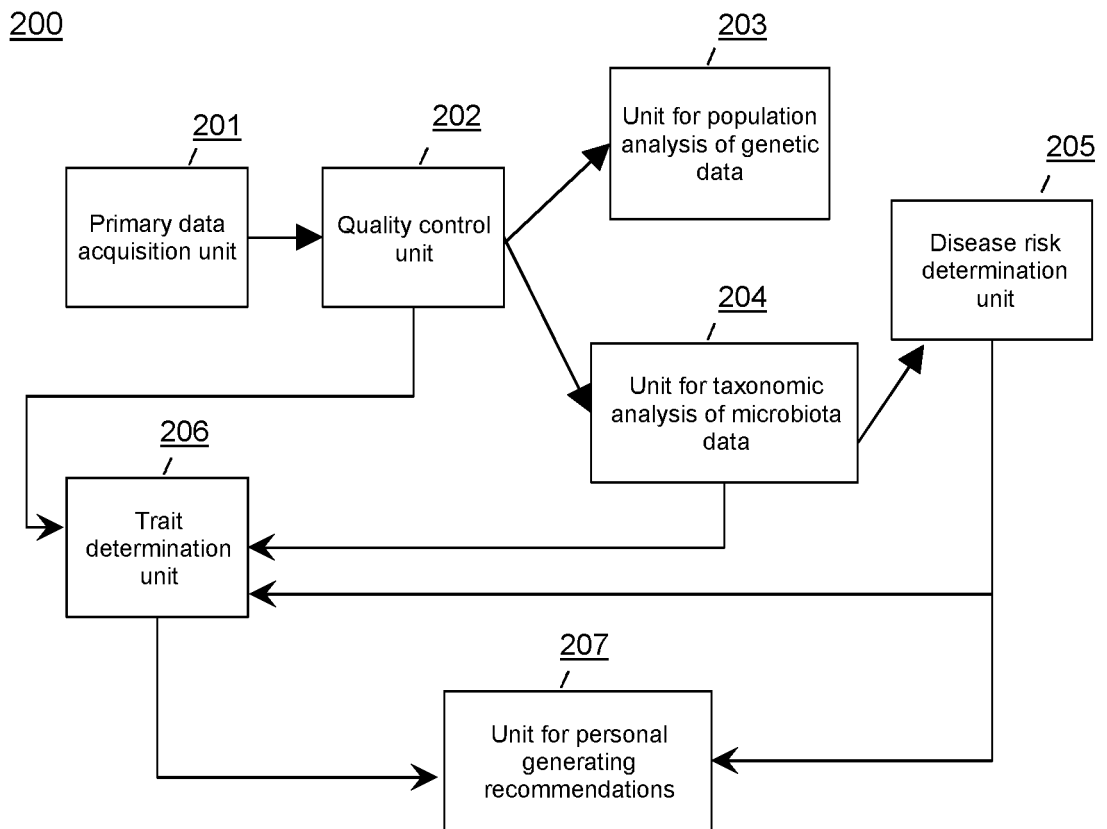 200
201
Primary data
acquisition unit
202
Quality control
unit
203
Unit for population
analysis of genetic
data
204
Unit for taxonomic
analysis of microbiota
data
205
Disease risk
determination
unit
206
Trait
determination
unit
207
Unit for personal
generating
recommendations